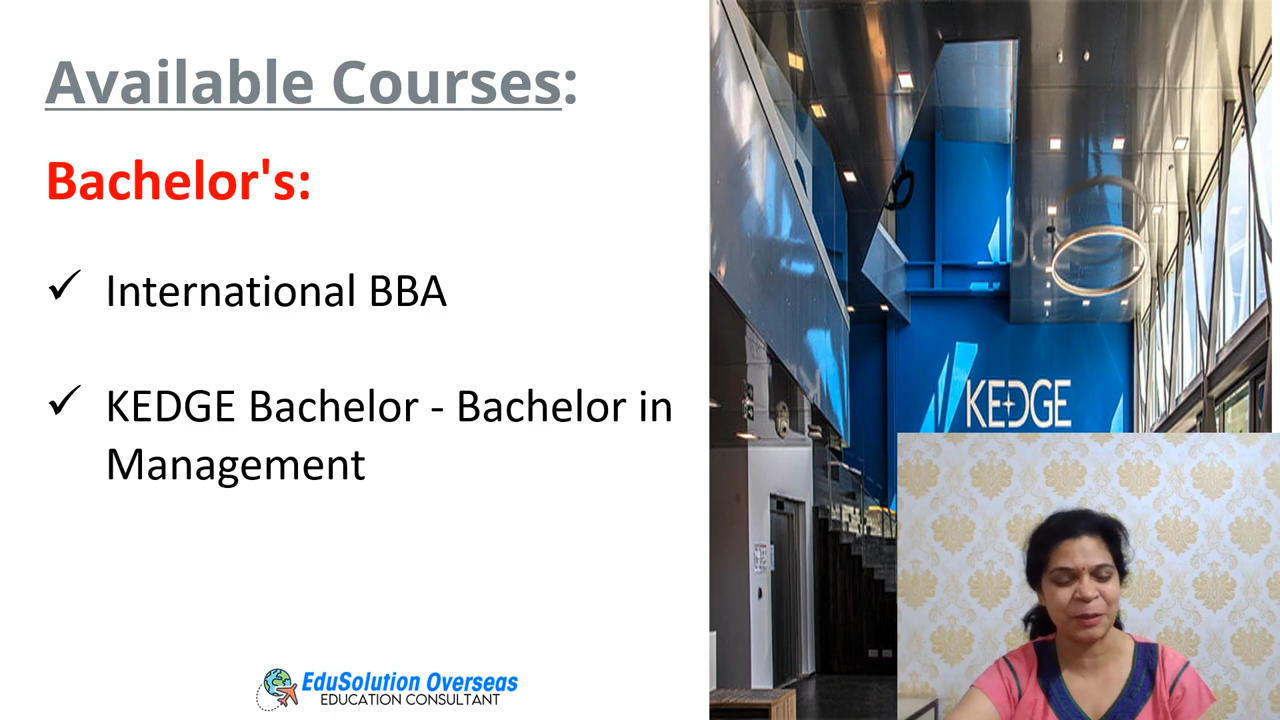 Available Courses:
Bachelor's:
✓ International BBA
✓ KEDGE Bachelor - Bachelor in
Management
KEDGE
EduSolution Overseas
EDUCATION CONSULTANT